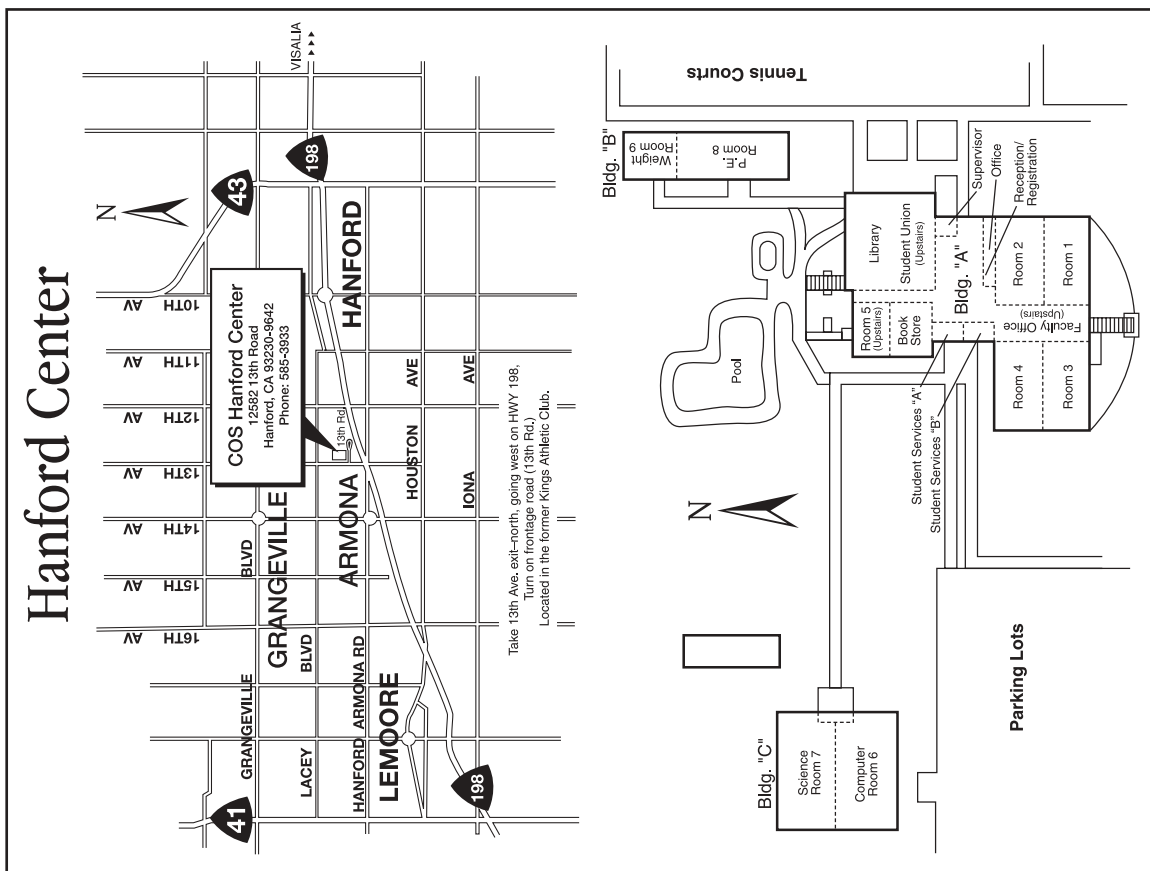 Hanford Center
VISALIA
N
43
198
10TH AV
11TH AV
12TH AV
13TH AV
14TH AV
15TH AV
16TH AV
COS Hanford Center
12582 13th Road
Hanford, CA 93230-9642
Phone: 585-3933
13th Rd.
HANFORD
GRANGEVILLE
BLVD
GRANGEVILLE
ARMONA
LACEY
BLVD
HANFORD ARMONA RD
HOUSTON
AVE
IONA
AVE
LEMOORE
41
198
Take 13th Ave. exit–north, going west on HWY 198,
Turn on frontage road (13th Rd.)
Located in the former Kings Athletic Club.
Tennis Courts
Bldg. "B"
Weight
Room 9
P.E.
Room 8
Pool
Library
Student Union
(Upstairs)
Room 5
(Upstairs)
Book
Store
Bldg. "A"
Supervisor
Office
Reception/
Registration
Room 2
Room 1
Faculty Office
(Upstairs)
Room 4
Room 3
Student Services "A"
Student Services "B"
N
Bldg. "C"
Science
Room 7
Computer
Room 6
Parking Lots